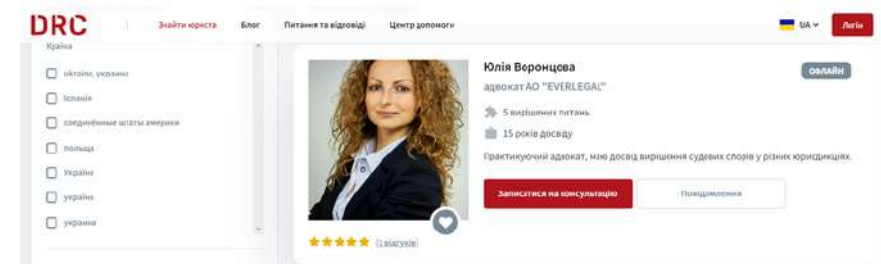 DRC
Знайти юриста Блог Питання та відповіді Центр допомоги UA Логін
Країна
ukraine, украина
Іспанія
соединённые штаты америки
польща
Україна
україна
украина
Юлія Воронцова
ОФЛАЙН
адвокат АО "EVERLEGAL"
5 вирішених питань
15 років досвіду
Практикуючий адвокат, маю досвід вирішення судових спорів у різних юрисдикціях.
Записатися на консультацію Повідомлення
(1 відгуків)